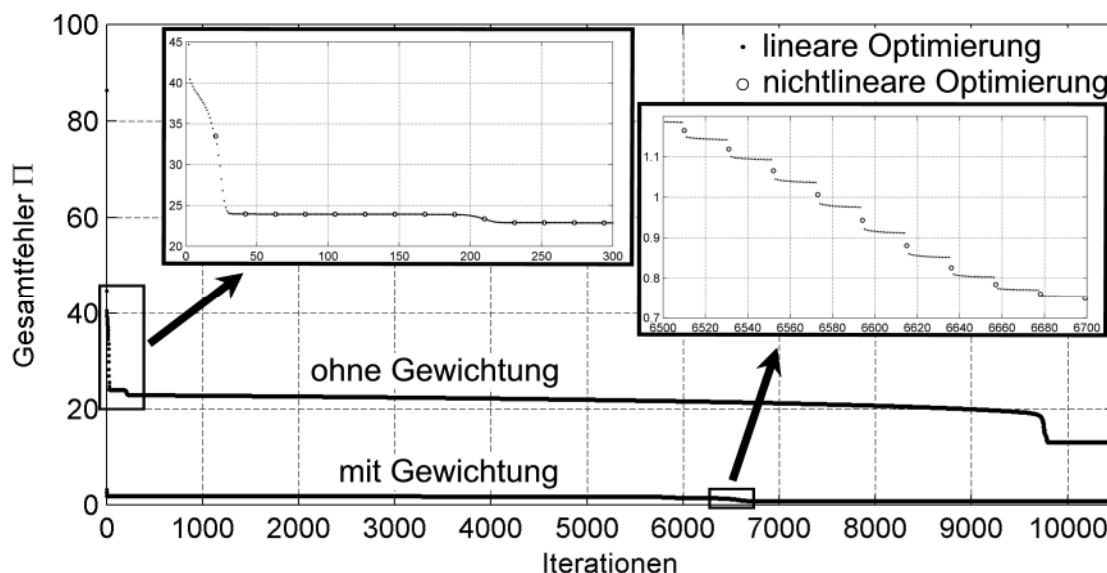 100
80
60
40
20
0
Gesamtfehler Π
45
40
35
30
25
20
0 50 100 150 200 250 300
· lineare Optimierung
○ nichtlineare Optimierung
1.1
1
0.9
0.8
0.7
6500 6520 6540 6560 6580 6600 6620 6640 6660 6680 6700
ohne Gewichtung
mit Gewichtung
0 1000 2000 3000 4000 5000 6000 7000 8000 9000 10000
Iterationen